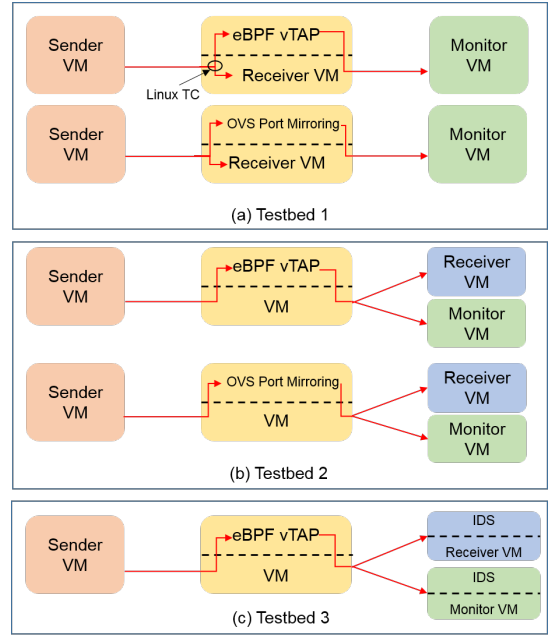 Sender
VM
eBPF vTAP
Receiver VM
Linux TC
Monitor
VM
Sender
VM
OVS Port Mirroring
Receiver VM
Monitor
VM
(a) Testbed 1
Sender
VM
eBPF vTAP
VM
Receiver
VM
Monitor
VM
Sender
VM
OVS Port Mirroring
VM
Receiver
VM
Monitor
VM
(b) Testbed 2
Sender
VM
eBPF vTAP
VM
IDS
Receiver VM
IDS
Monitor VM
(c) Testbed 3